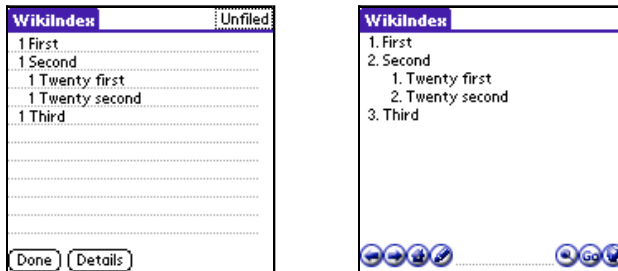 WikiIndex Unfiled
1 First
1 Second
1 Twenty first
1 Twenty second
1 Third
Done Details
WikiIndex
1. First
2. Second
1. Twenty first
2. Twenty second
3. Third
Go